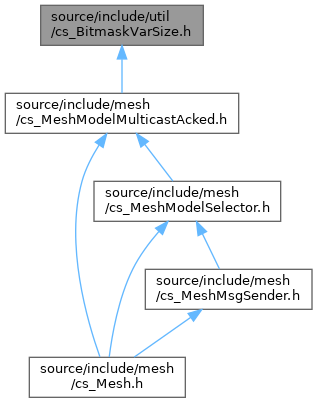 source/include/util
/cs_BitmaskVarSize.h
source/include/mesh
/cs_MeshModelMulticastAcked.h
source/include/mesh
/cs_MeshModelSelector.h
source/include/mesh
/cs_MeshMsgSender.h
source/include/mesh
/cs_Mesh.h